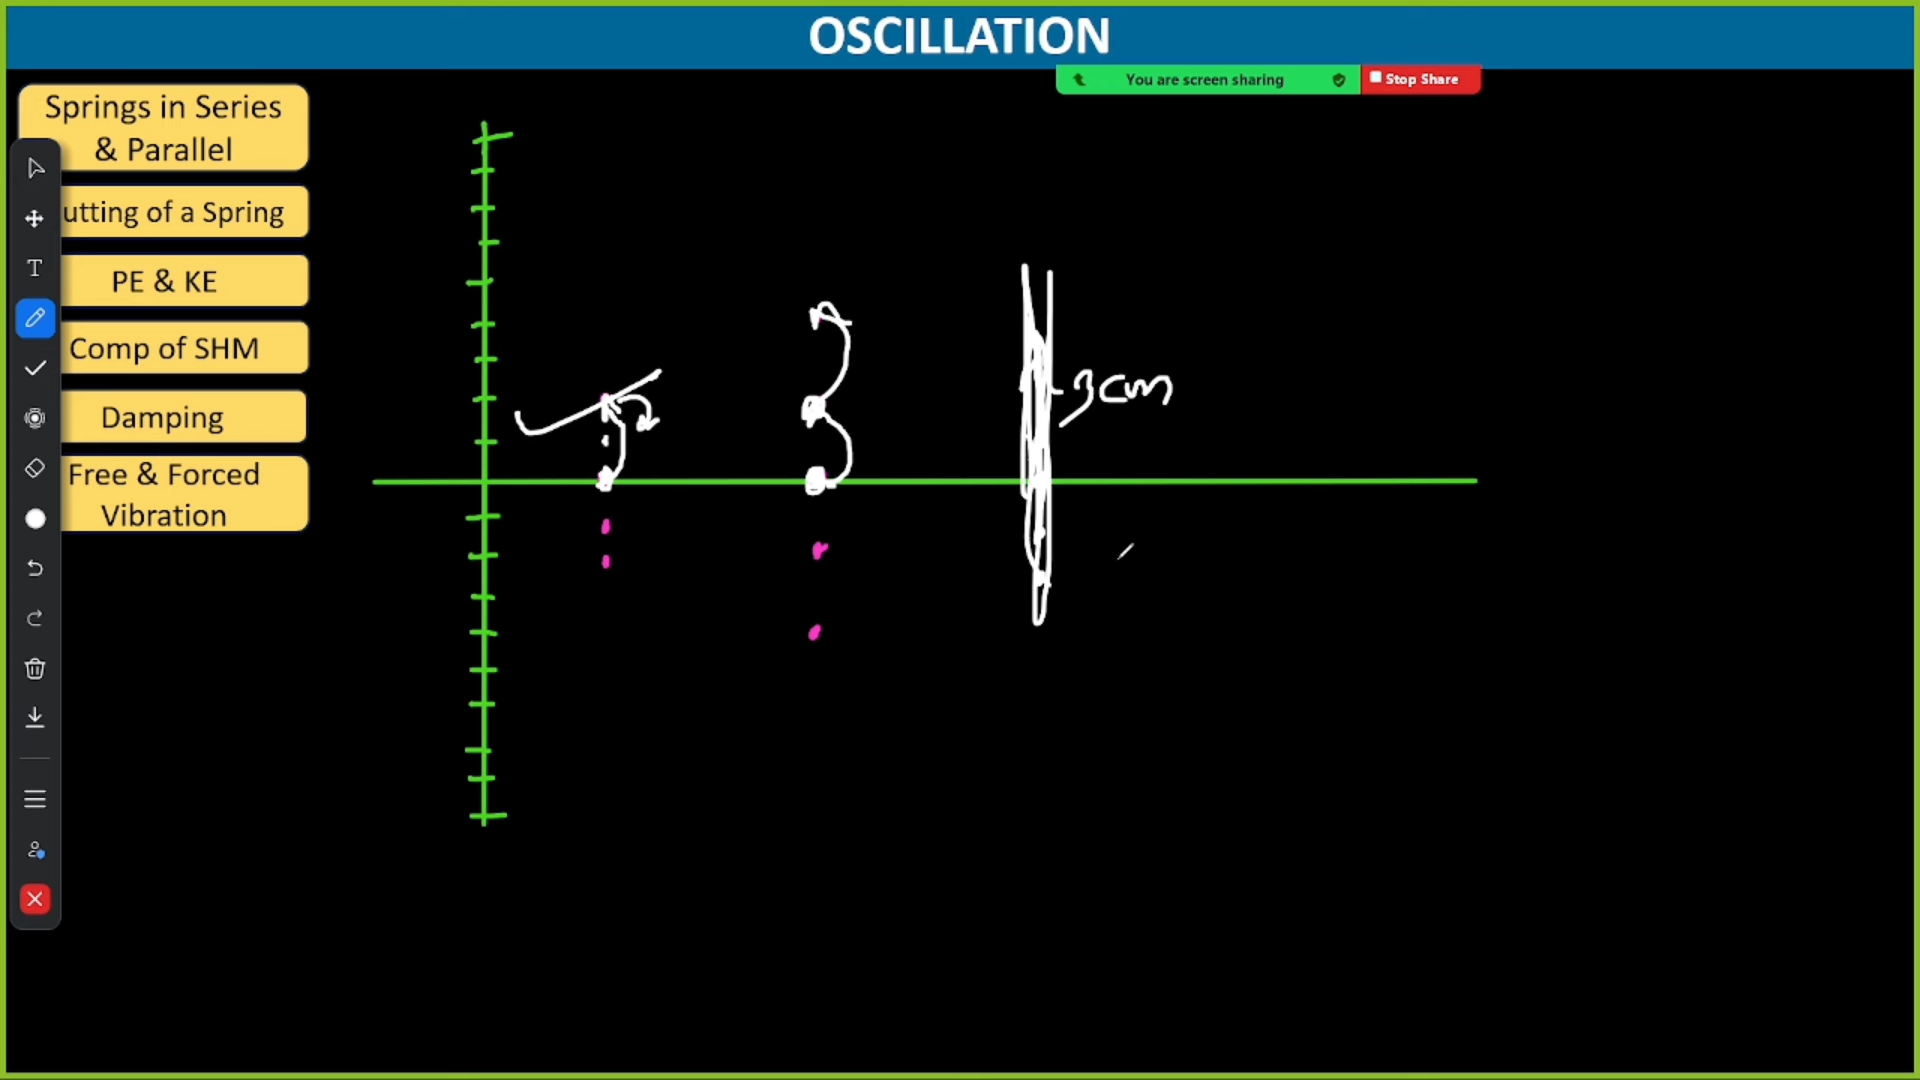 OSCILLATION
You are screen sharing
Stop Share
Springs in Series
& Parallel
utting of a Spring
PE & KE
Comp of SHM
Damping
Free & Forced
Vibration
T
2
3cm